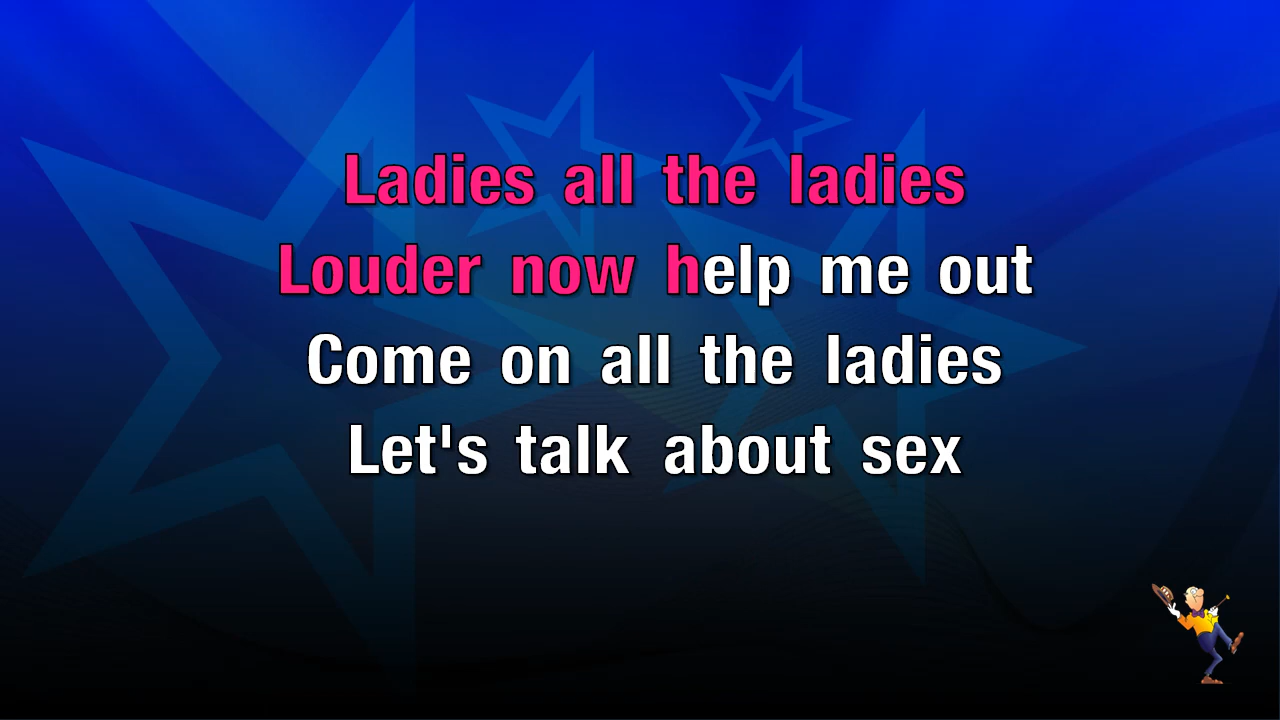 Ladies all the ladies
Louder now help me out
Come on all the ladies
Let's talk about sex